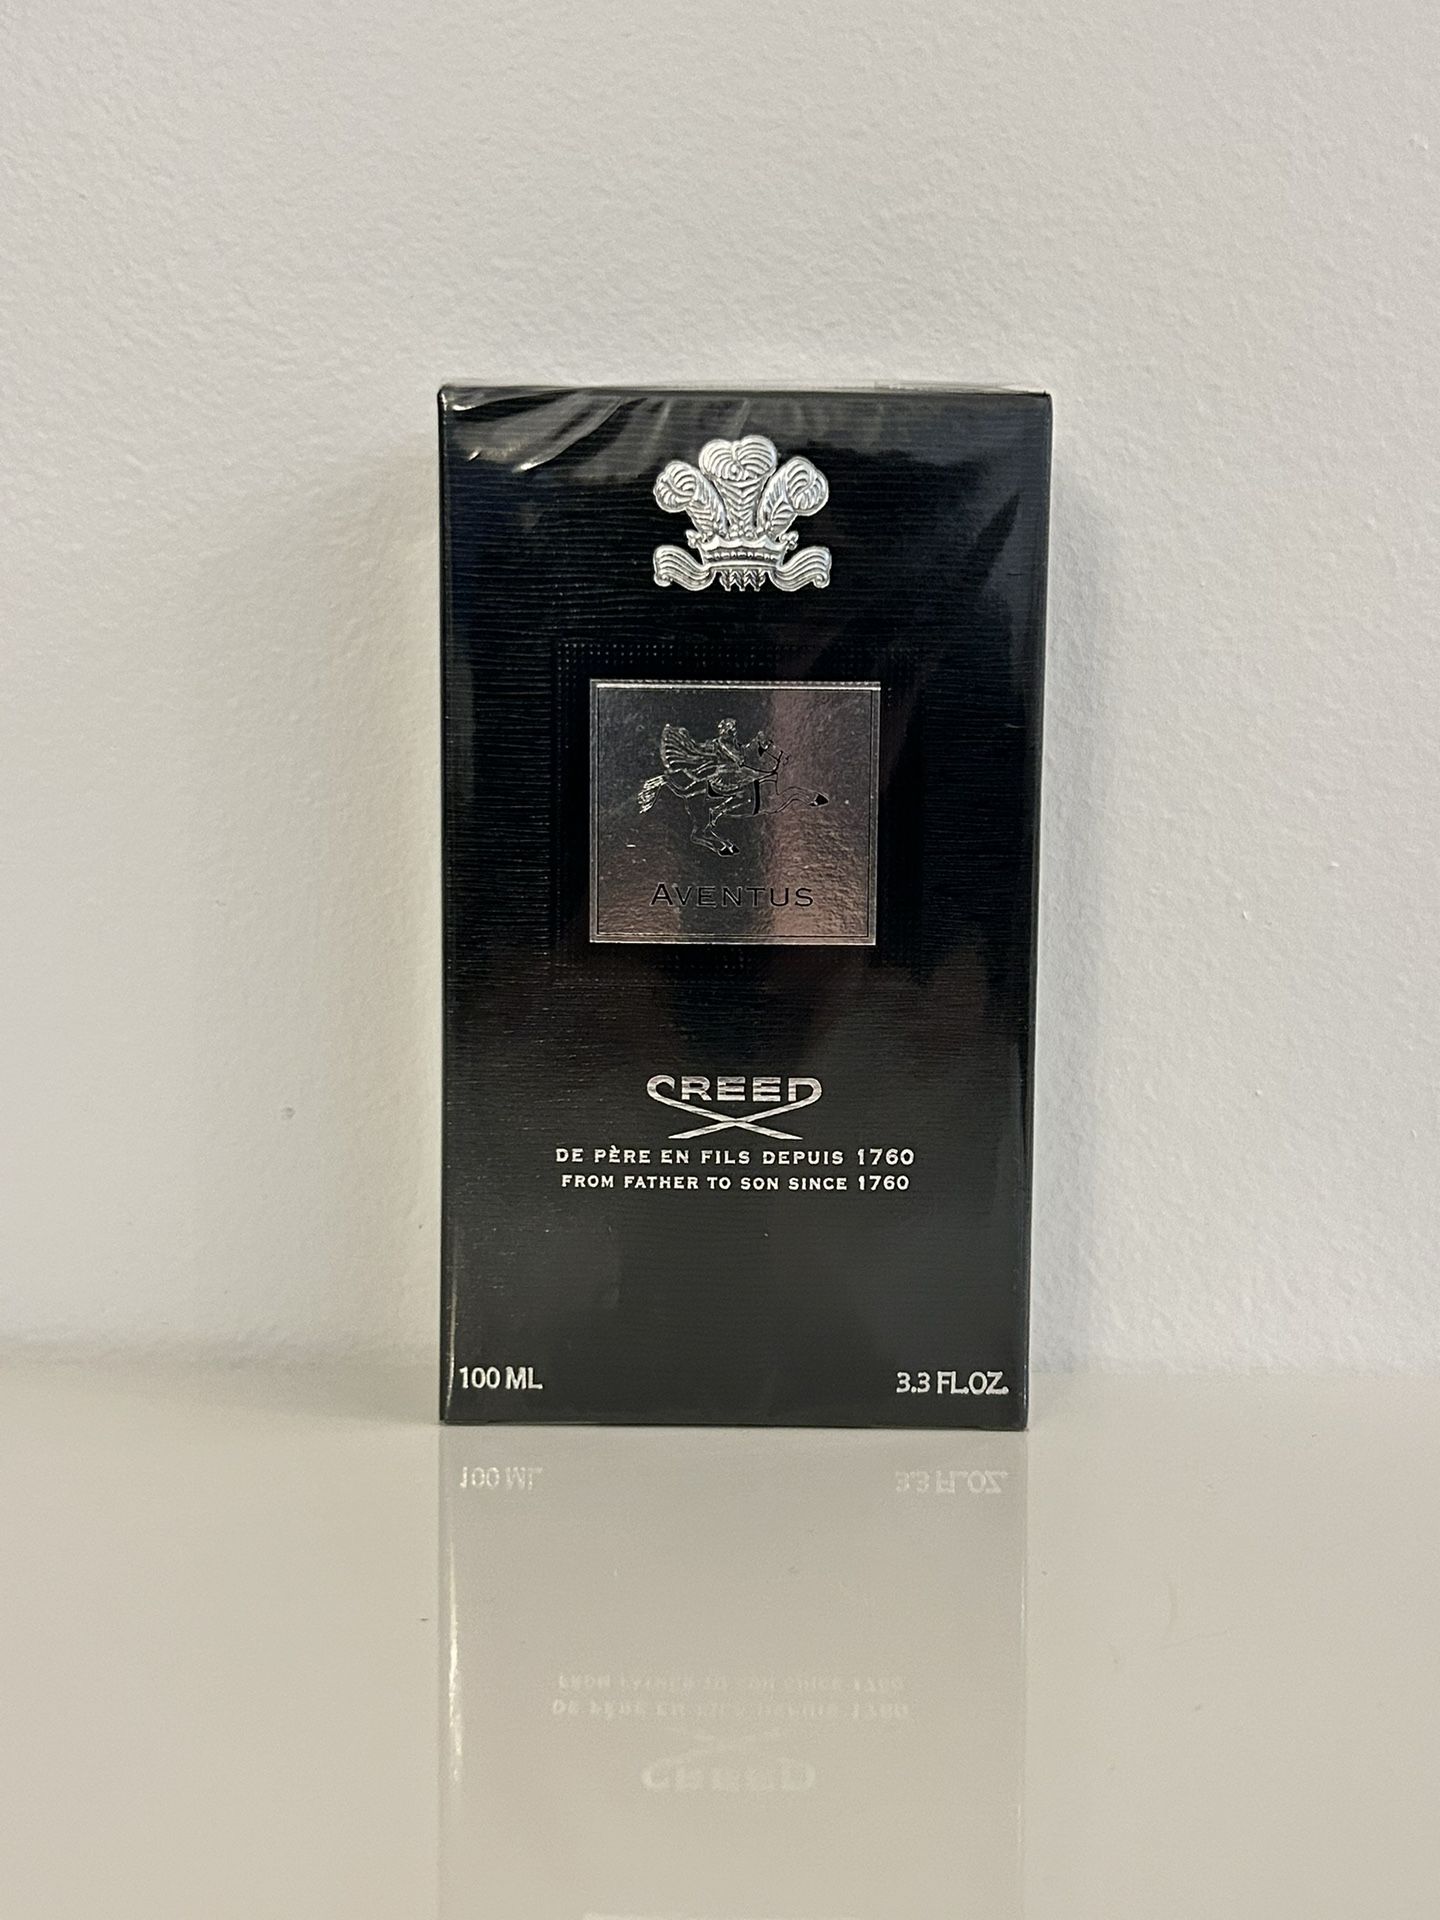 AVENTUS
CREED
DE PÈRE EN FILS DEPUIS 1760
FROM FATHER TO SON SINCE 1760
100 ML
3.3 FL.OZ.